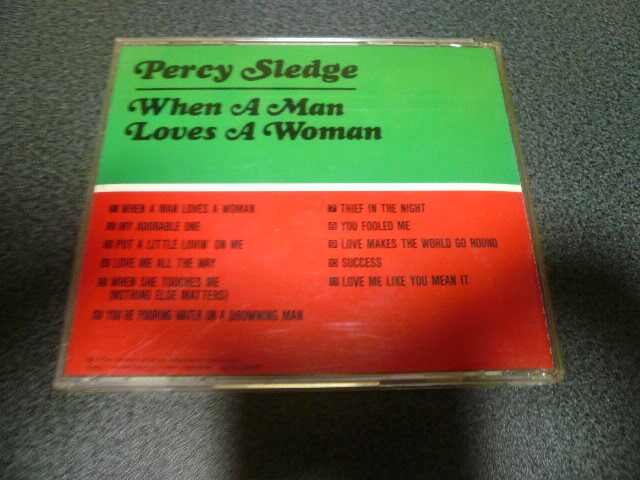 Percy Sledge
When A Man
Loves A Woman
WHEN A MAN LOVES A WOMAN
MY ADORABLE ONE
PUT A LITTLE LOVIN' ON ME
LOVE ME ALL THE WAY
WHEN SHE TOUCHES ME
(NOTHING ELSE MATTERS)
YOU'RE POURING WATER ON A DROWNING MAN
7 THIEF IN THE NIGHT
YOU FOOLED ME
LOVE MAKES THE WORLD GO ROUND
SUCCESS
LOVE ME LIKE YOU MEAN IT